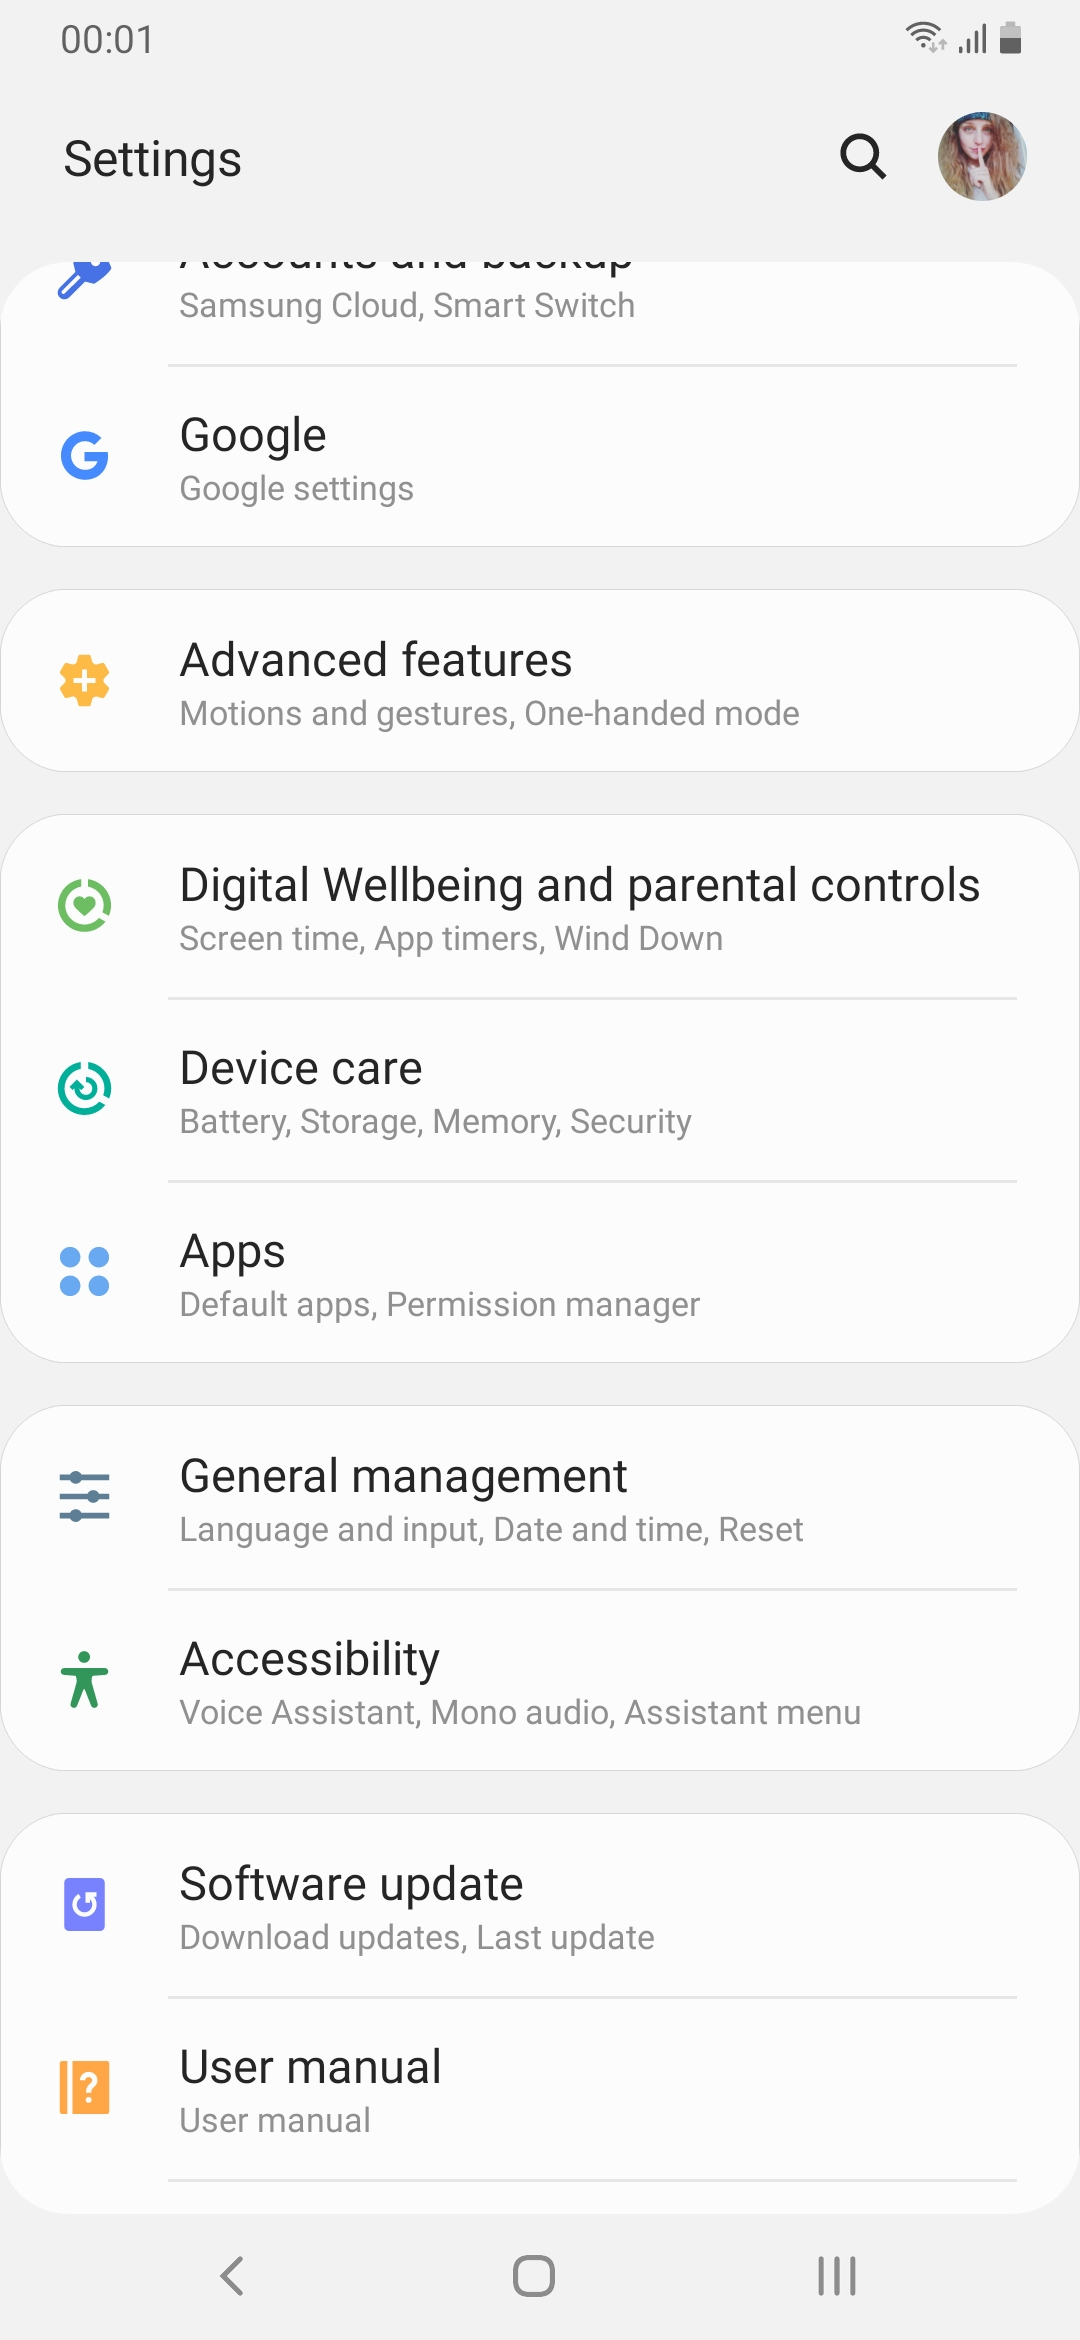 00:01
Settings
Accounts and backup
Samsung Cloud, Smart Switch
Google
Google settings
Advanced features
Motions and gestures, One-handed mode
Digital Wellbeing and parental controls
Screen time, App timers, Wind Down
Device care
Battery, Storage, Memory, Security
Apps
Default apps, Permission manager
General management
Language and input, Date and time, Reset
Accessibility
Voice Assistant, Mono audio, Assistant menu
Software update
Download updates, Last update
User manual
User manual